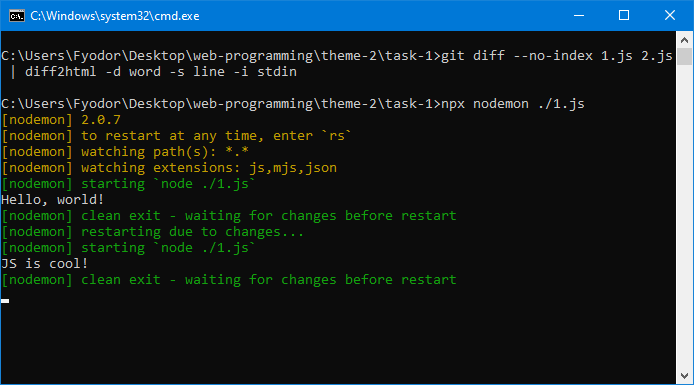 C:\Windows\system32\cmd.exe
C:\Users\Fyodor\Desktop\web-programming\theme-2\task-1>git diff --no-index 1.js 2.js
 | diff2html -d word -s line -i stdin
C:\Users\Fyodor\Desktop\web-programming\theme-2\task-1>npx nodemon ./1.js
[nodemon] 2.0.7
[nodemon] to restart at any time, enter `rs`
[nodemon] watching path(s): *.*
[nodemon] watching extensions: js,mjs,json
[nodemon] starting `node ./1.js`
Hello, world!
[nodemon] clean exit - waiting for changes before restart
[nodemon] restarting due to changes...
[nodemon] starting `node ./1.js`
JS is cool!
[nodemon] clean exit - waiting for changes before restart